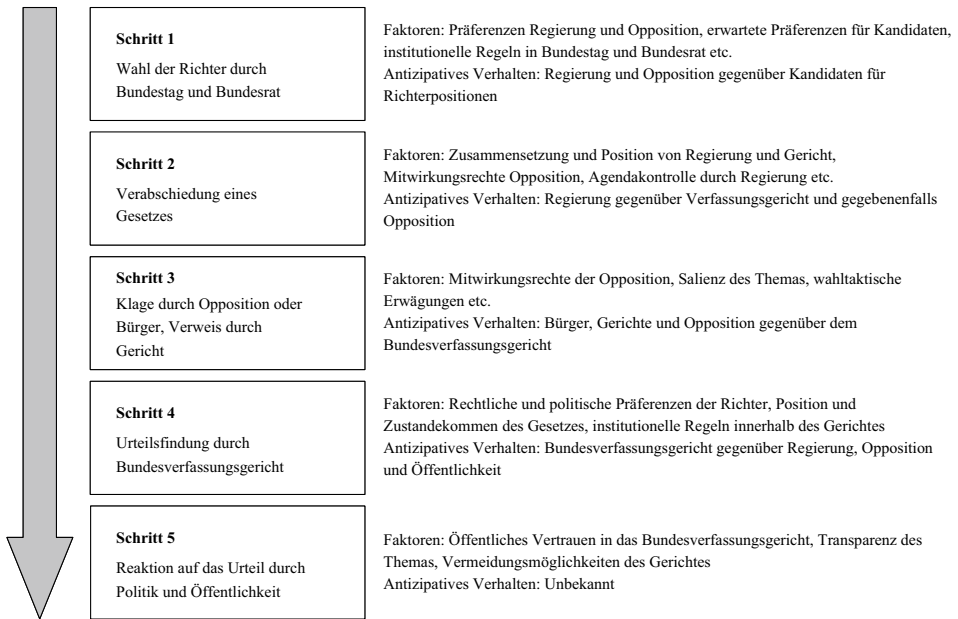 Schritt 1
Wahl der Richter durch
Bundestag und Bundesrat
Faktoren: Präferenzen Regierung und Opposition, erwartete Präferenzen für Kandidaten,
institutionelle Regeln in Bundestag und Bundesrat etc.
Antizipatives Verhalten: Regierung und Opposition gegenüber Kandidaten für
Richterpositionen
Schritt 2
Verabschiedung eines
Gesetzes
Faktoren: Zusammensetzung und Position von Regierung und Gericht,
Mitwirkungsrechte Opposition, Agendakontrolle durch Regierung etc.
Antizipatives Verhalten: Regierung gegenüber Verfassungsgericht und gegebenenfalls
Opposition
Schritt 3
Klage durch Opposition oder
Bürger, Verweis durch
Gericht
Faktoren: Mitwirkungsrechte der Opposition, Salienz des Themas, wahltaktische
Erwägungen etc.
Antizipatives Verhalten: Bürger, Gerichte und Opposition gegenüber dem
Bundesverfassungsgericht
Schritt 4
Urteilsfindung durch
Bundesverfassungsgericht
Faktoren: Rechtliche und politische Präferenzen der Richter, Position und
Zustandekommen des Gesetzes, institutionelle Regeln innerhalb des Gerichtes
Antizipatives Verhalten: Bundesverfassungsgericht gegenüber Regierung, Opposition
und Öffentlichkeit
Schritt 5
Reaktion auf das Urteil durch
Politik und Öffentlichkeit
Faktoren: Öffentliches Vertrauen in das Bundesverfassungsgericht, Transparenz des
Themas, Vermeidungsmöglichkeiten des Gerichtes
Antizipatives Verhalten: Unbekannt